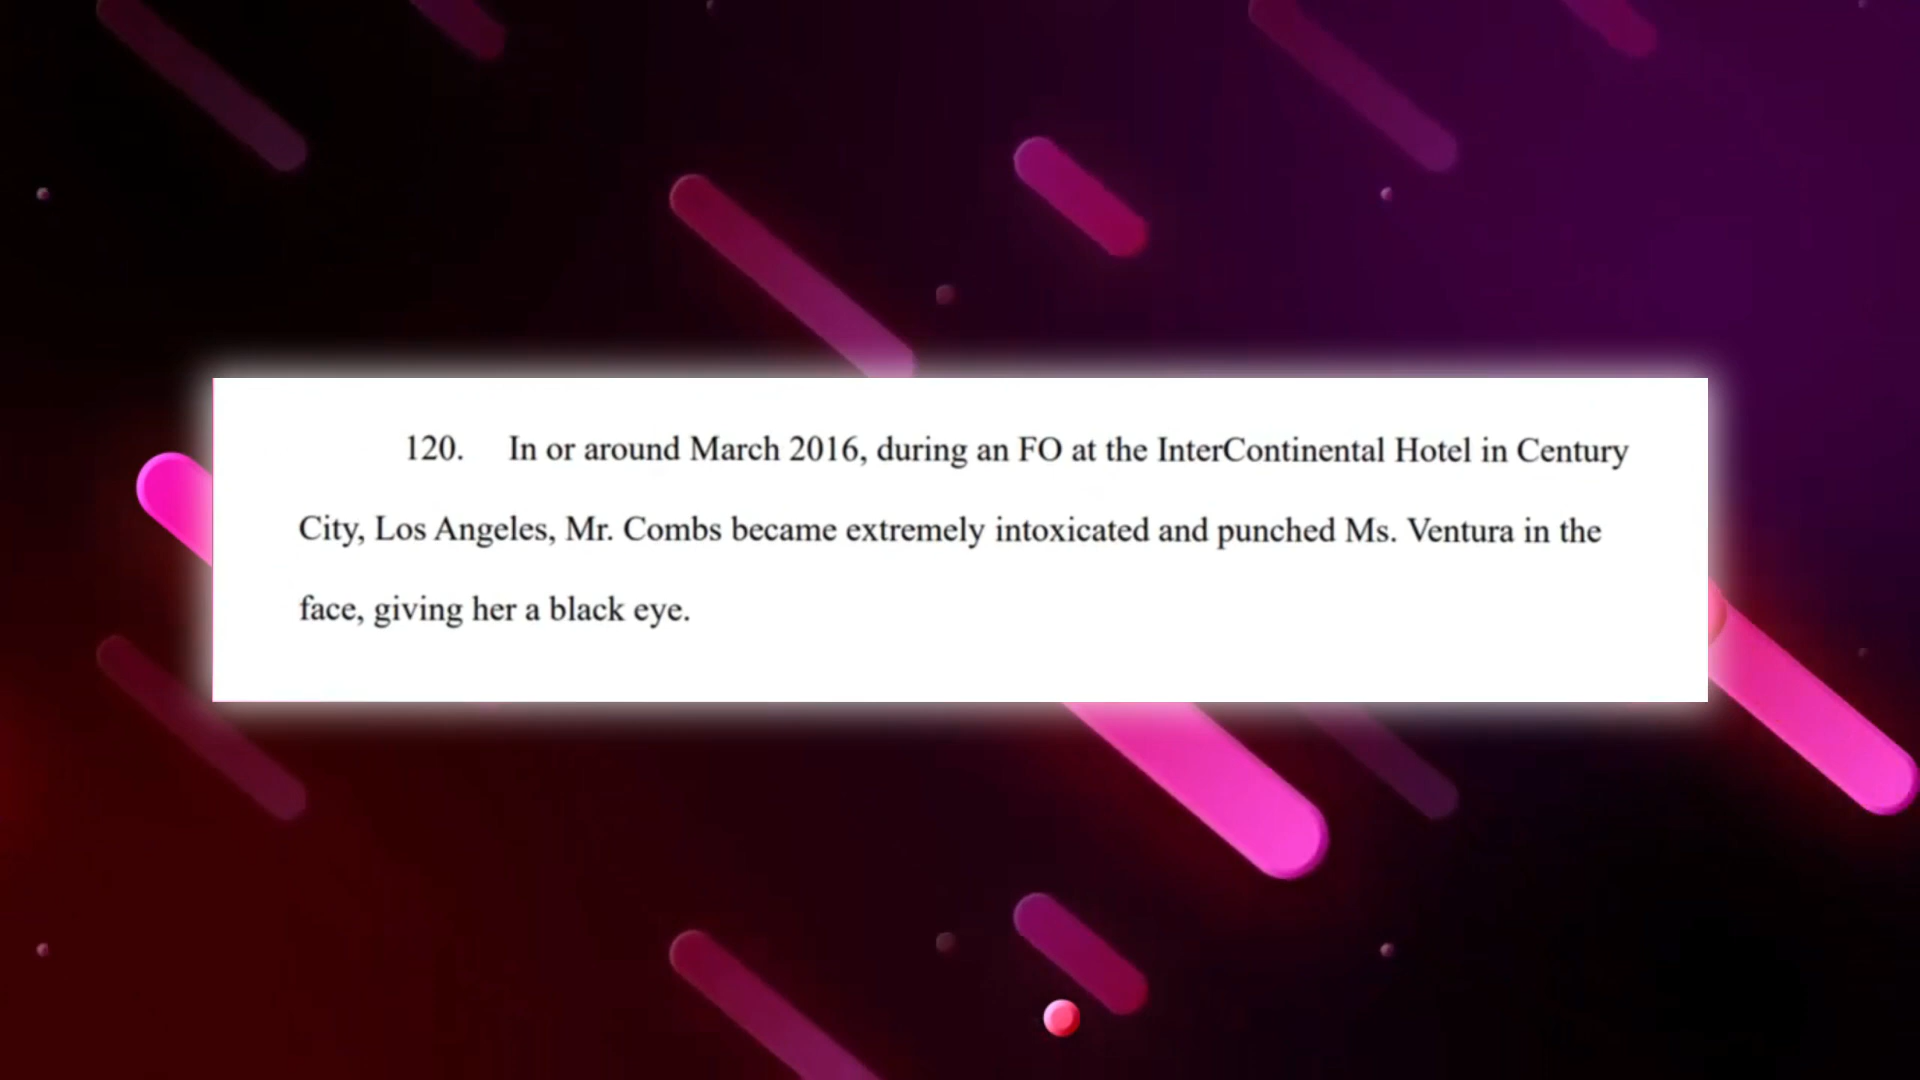 120. In or around March 2016, during an FO at the InterContinental Hotel in Century
City, Los Angeles, Mr. Combs became extremely intoxicated and punched Ms. Ventura in the
face, giving her a black eye.